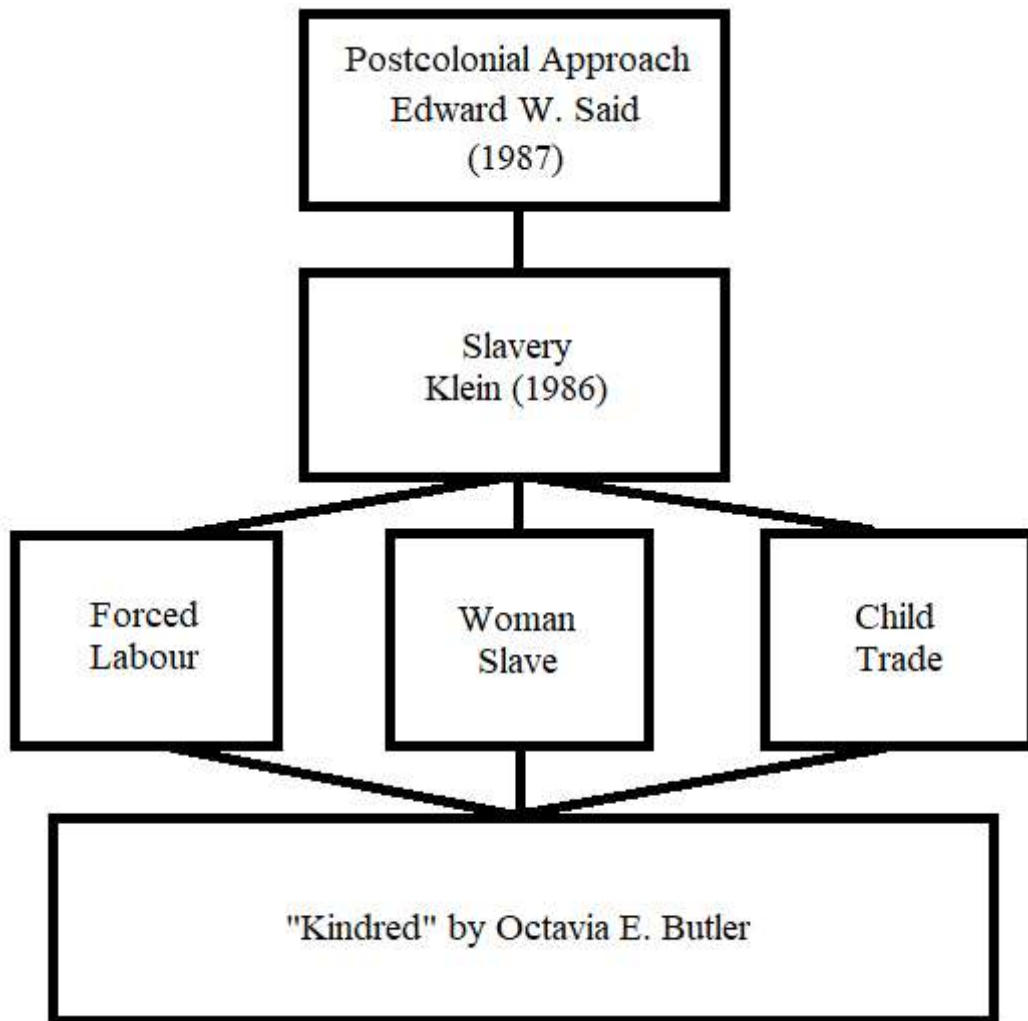 Postcolonial Approach
Edward W. Said
(1987)
Slavery
Klein (1986)
Forced
Labour
Woman
Slave
Child
Trade
"Kindred" by Octavia E. Butler